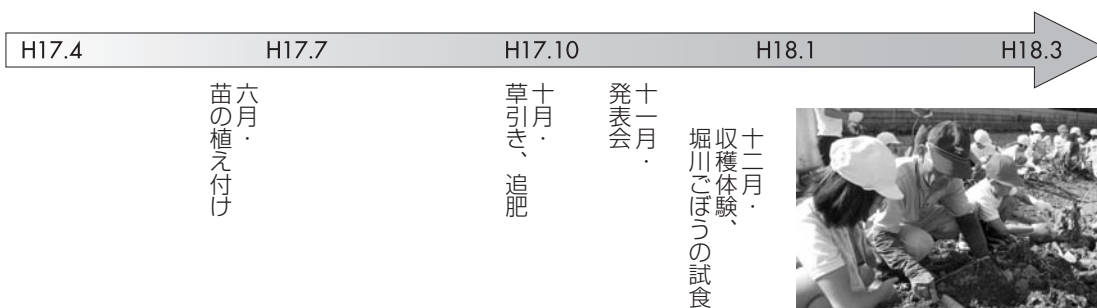 H17.4 H17.7 H17.10 H18.1 H18.3
六月・
苗の植え付け
十月・
草引き、追肥
十一月・
発表会
十二月・
収穫体験、
堀川ごぼうの試食